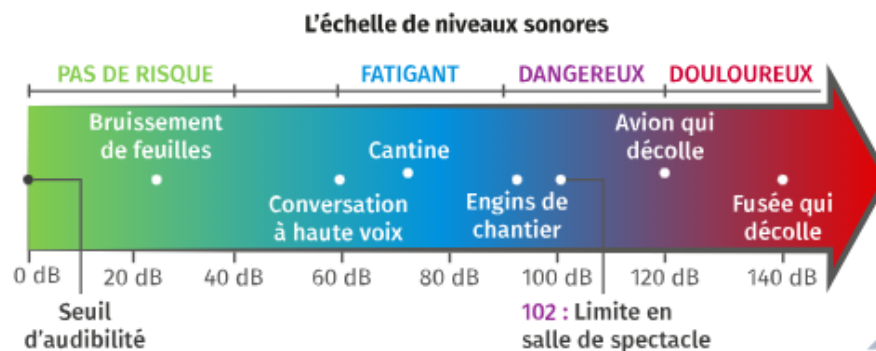 L'échelle de niveaux sonores
PAS DE RISQUE
FATIGANT
DANGEREUX
DOULOUREUX
Bruissement
de feuilles
Cantine
Avion qui
décolle
Conversation
à haute voix
Engins de
chantier
Fusée qui
décolle
0 dB
20 dB
40 dB
60 dB
80 dB
100 dB
120 dB
140 dB
Seuil
d'audibilité
102 : Limite en
salle de spectacle